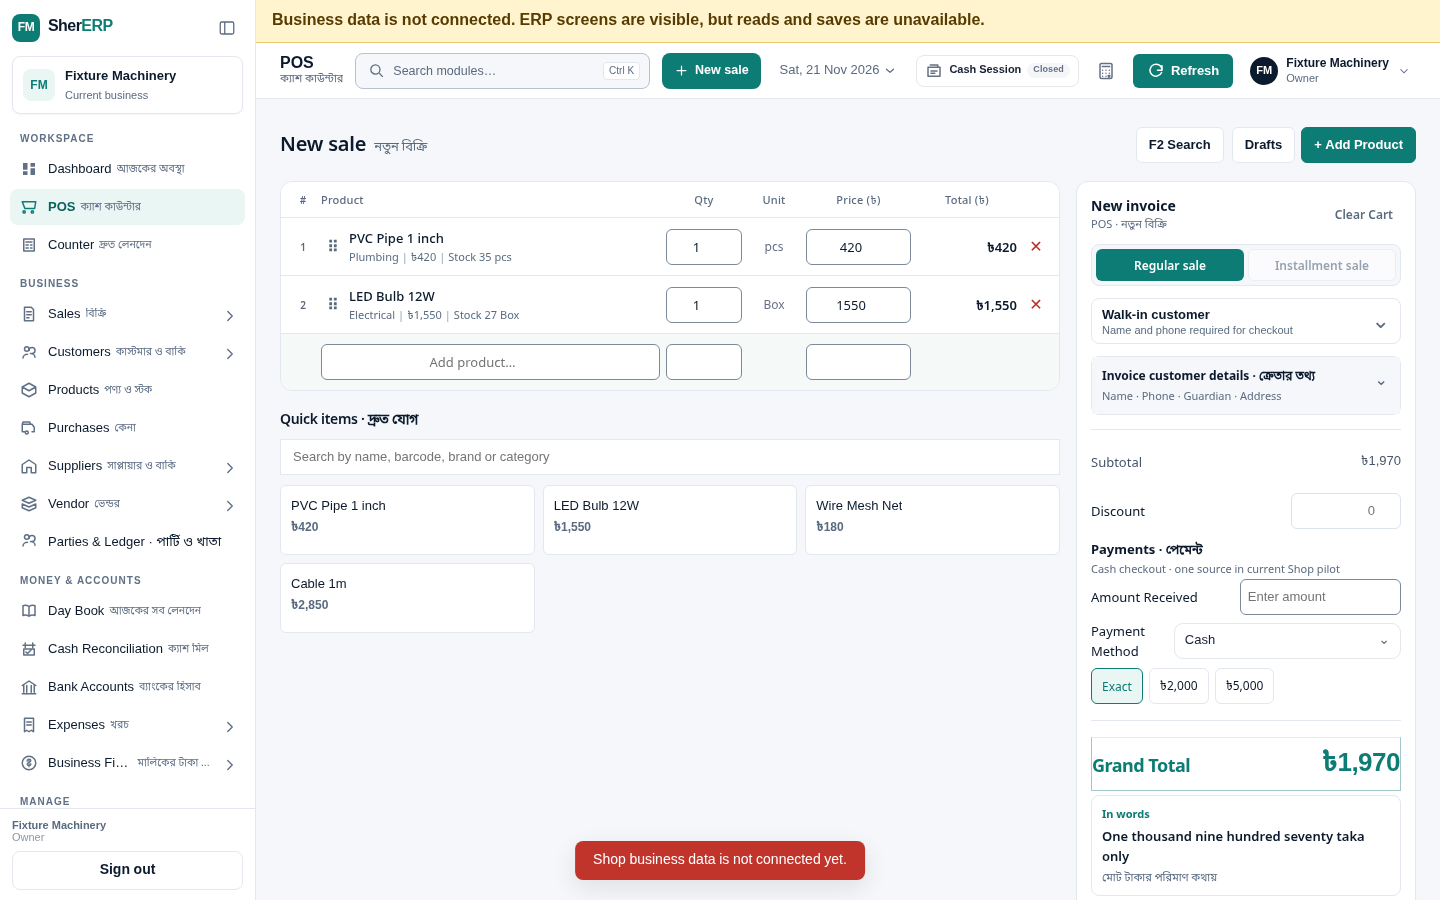 Business data is not connected. ERP screens are visible, but reads and saves are unavailable.
FM SherERP
FM Fixture Machinery
Current business
WORKSPACE
Dashboard আজকের অবস্থা
POS ক্যাশ কাউন্টার
Counter দ্রুত লেনদেন
BUSINESS
Sales বিক্রি
Customers কাস্টমার ও বাকি
Products পণ্য ও স্টক
Purchases কেনা
Suppliers সাপ্লায়ার ও বাকি
Vendor ভেন্ডর
Parties & Ledger · পার্টি ও খাতা
MONEY & ACCOUNTS
Day Book আজকের সব লেনদেন
Cash Reconciliation ক্যাশ মিল
Bank Accounts ব্যাংকের হিসাব
Expenses খরচ
Business Fi... মালিকের টাকা ...
MANAGE
Fixture Machinery
Owner
Sign out
POS
ক্যাশ কাউন্টার
Search modules… Ctrl K
+ New sale
Sat, 21 Nov 2026
Cash Session Closed
Refresh
FM Fixture Machinery
Owner
New sale নতুন বিক্রি
F2 Search Drafts + Add Product
# Product Qty Unit Price (৳) Total (৳)
1 PVC Pipe 1 inch 1 pcs 420 ৳420 ✕
Plumbing | ৳420 | Stock 35 pcs
2 LED Bulb 12W 1 Box 1550 ৳1,550 ✕
Electrical | ৳1,550 | Stock 27 Box
Add product...
Quick items · দ্রুত যোগ
Search by name, barcode, brand or category
PVC Pipe 1 inch
৳420
LED Bulb 12W
৳1,550
Wire Mesh Net
৳180
Cable 1m
৳2,850
New invoice
POS · নতুন বিক্রি
Clear Cart
Regular sale Installment sale
Walk-in customer
Name and phone required for checkout
Invoice customer details · ক্রেতার তথ্য
Name · Phone · Guardian · Address
Subtotal ৳1,970
Discount 0
Payments · পেমেন্ট
Cash checkout · one source in current Shop pilot
Amount Received Enter amount
Payment Method Cash
Exact ৳2,000 ৳5,000
Grand Total ৳1,970
In words
One thousand nine hundred seventy taka
only
মোট টাকার পরিমাণ কথায়
Shop business data is not connected yet.